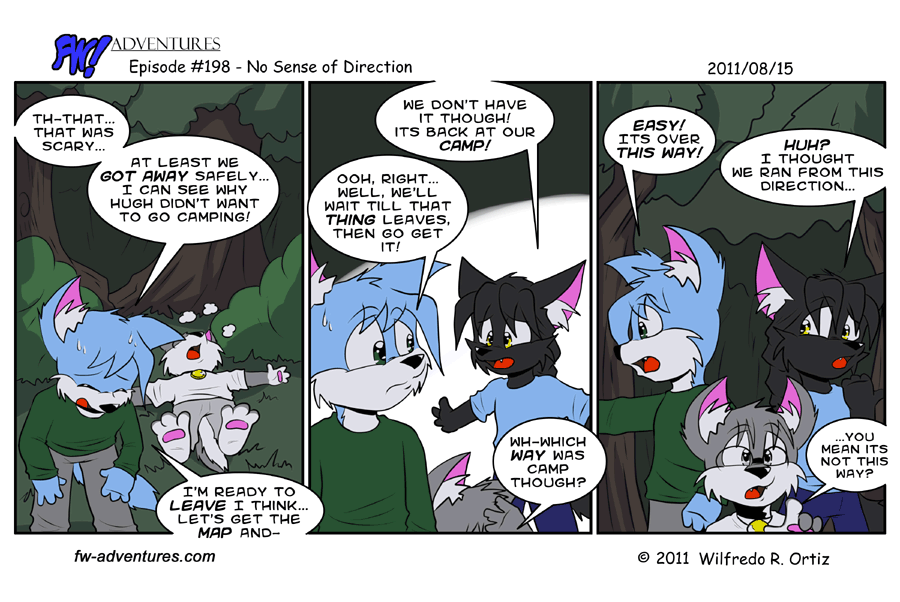 FW! ADVENTURES
Episode #198 - No Sense of Direction
2011/08/15
TH-THAT...
THAT WAS
SCARY...
AT LEAST WE
GOT AWAY SAFELY...
I CAN SEE WHY
HUGH DIDN'T WANT
TO GO CAMPING!
I'M READY TO
LEAVE I THINK...
LET'S GET THE
MAP AND-
WE DON'T HAVE
IT THOUGH!
ITS BACK AT OUR
CAMP!
OOH, RIGHT...
WELL, WE'LL
WAIT TILL THAT
THING LEAVES,
THEN GO GET
IT!
WH-WHICH
WAY WAS
CAMP
THOUGH?
EASY!
ITS OVER
THIS WAY!
HUH?
I THOUGHT
WE RAN FROM THIS
DIRECTION...
...YOU
MEAN ITS
NOT THIS
WAY?
fw-adventures.com
© 2011 Wilfredo R. Ortiz